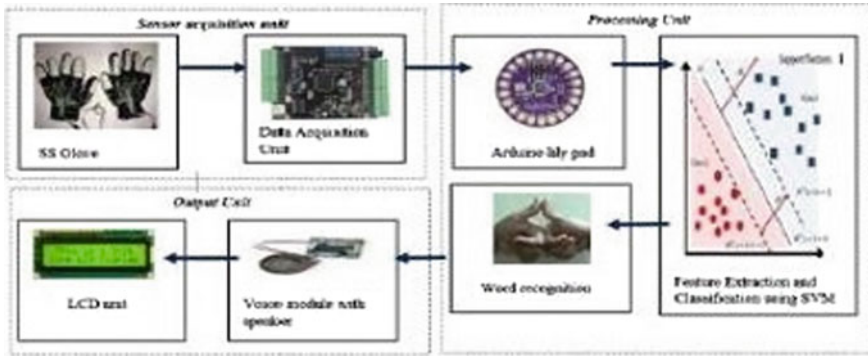 Sensor acquisition unit
Processing Unit
SS Glove
Data Acquisition
Unit
Arduino lily pad
Feature Extraction and
Classification using SVM
Word recognition
Output Unit
Voice module with
speaker
LCD unit